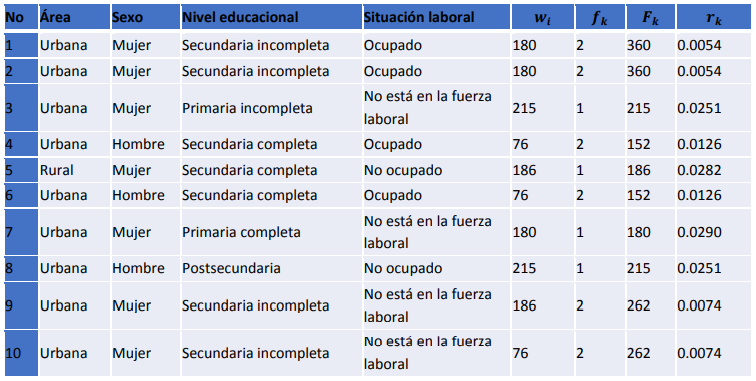 No Área Sexo Nivel educacional Situación laboral wᵢ fₖ Fₖ rₖ
1 Urbana Mujer Secundaria incompleta Ocupado 180 2 360 0.0054
2 Urbana Mujer Secundaria incompleta Ocupado 180 2 360 0.0054
3 Urbana Mujer Primaria incompleta No está en la fuerza laboral 215 1 215 0.0251
4 Urbana Hombre Secundaria completa Ocupado 76 2 152 0.0126
5 Rural Mujer Secundaria completa No ocupado 186 1 186 0.0282
6 Urbana Hombre Secundaria completa Ocupado 76 2 152 0.0126
7 Urbana Mujer Primaria completa No está en la fuerza laboral 180 1 180 0.0290
8 Urbana Hombre Postsecundaria No ocupado 215 1 215 0.0251
9 Urbana Mujer Secundaria incompleta No está en la fuerza laboral 186 2 262 0.0074
10 Urbana Mujer Secundaria incompleta No está en la fuerza laboral 76 2 262 0.0074